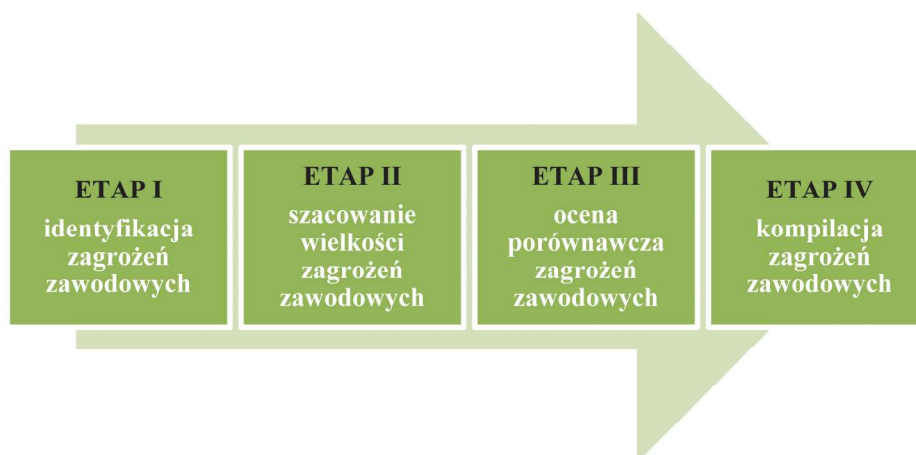 ETAP I
identyfikacja
zagrożeń
zawodowych
ETAP II
szacowanie
wielkości
zagrożeń
zawodowych
ETAP III
ocena
porównawcza
zagrożeń
zawodowych
ETAP IV
kompilacja
zagrożeń
zawodowych